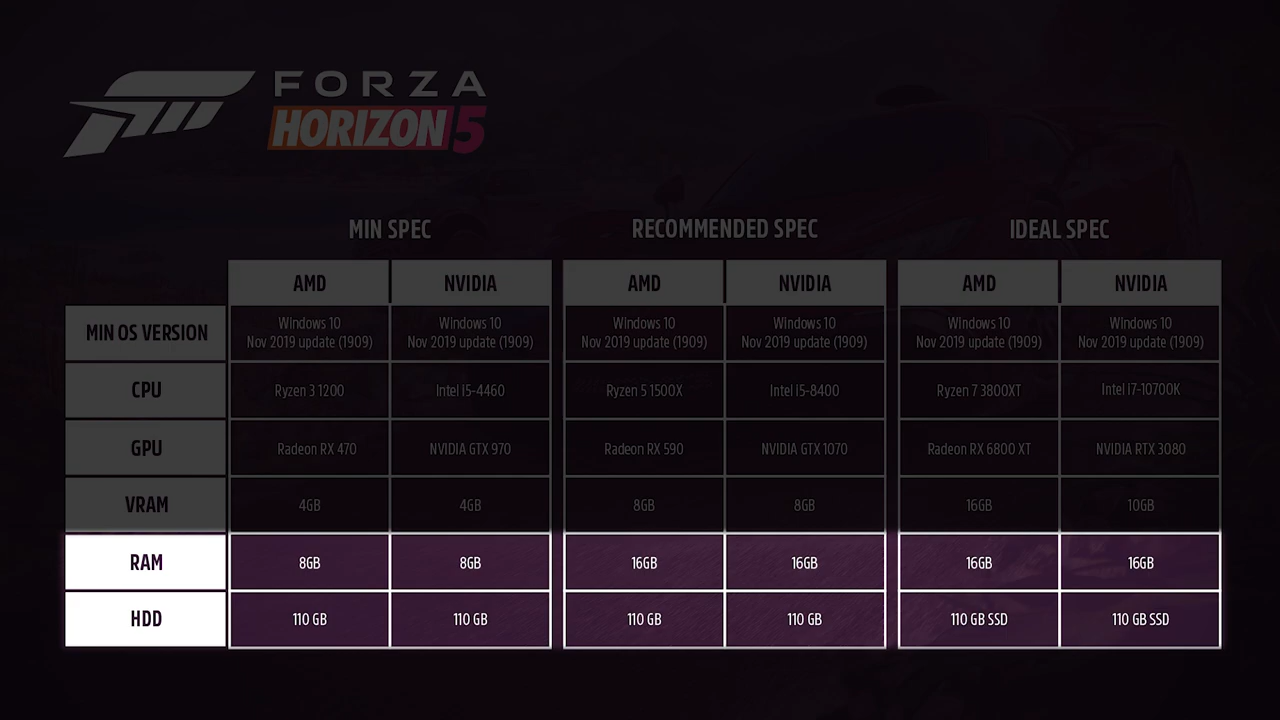 FORZA
HORIZON 5
MIN SPEC RECOMMENDED SPEC IDEAL SPEC
AMD NVIDIA AMD NVIDIA AMD NVIDIA
MIN OS VERSION Windows 10 Windows 10 Windows 10 Windows 10 Windows 10 Windows 10
Nov 2019 update (1909) Nov 2019 update (1909) Nov 2019 update (1909) Nov 2019 update (1909) Nov 2019 update (1909) Nov 2019 update (1909)
CPU Ryzen 3 1200 Intel i5-4460 Ryzen 5 1500X Intel i5-8400 Ryzen 7 3800XT Intel i7-10700K
GPU Radeon RX 470 NVIDIA GTX 970 Radeon RX 590 NVIDIA GTX 1070 Radeon RX 6800 XT NVIDIA RTX 3080
VRAM 4GB 4GB 8GB 8GB 16GB 10GB
RAM 8GB 8GB 16GB 16GB 16GB 16GB
HDD 110 GB 110 GB 110 GB 110 GB 110 GB SSD 110 GB SSD